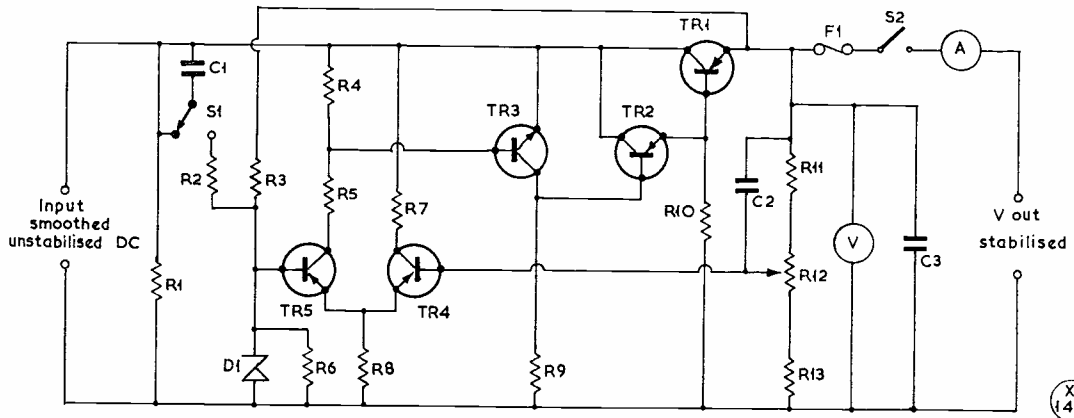 TR1
F1
S2
A
C1
S1
R4
TR3
TR2
R2
R3
R5
R7
R10
C2
R11
Input
smoothed
unstabilised DC
V
C3
V out
stabilised
R12
R1
TR5
TR4
D1
R6
R8
R9
R13
X
14